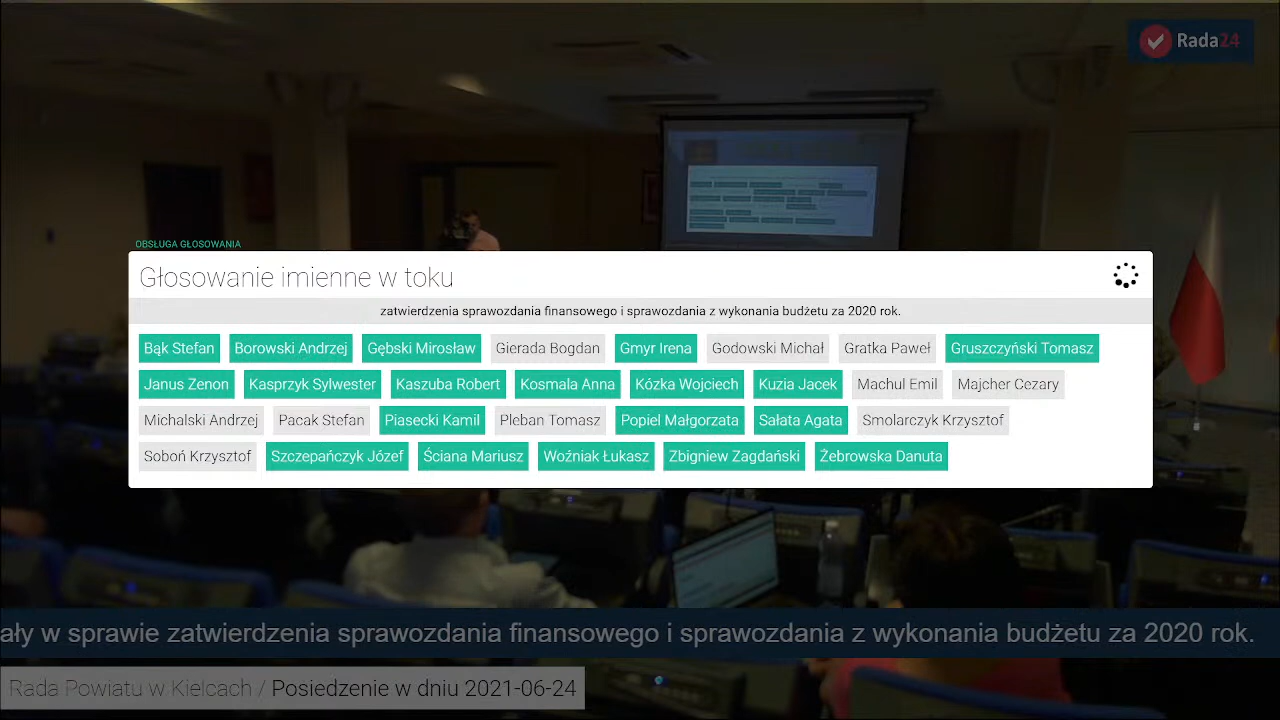 Rada24
OBSŁUGA GŁOSOWANIA
Głosowanie imienne w toku
zatwierdzenia sprawozdania finansowego i sprawozdania z wykonania budżetu za 2020 rok.
Bąk Stefan Borowski Andrzej Gębski Mirosław Gierada Bogdan Gmyr Irena Godowski Michał Gratka Paweł Gruszczyński Tomasz
Janus Zenon Kasprzyk Sylwester Kaszuba Robert Kosmala Anna Kózka Wojciech Kuzia Jacek Machul Emil Majcher Cezary
Michalski Andrzej Pacak Stefan Piasecki Kamil Pleban Tomasz Popiel Małgorzata Sałata Agata Smolarczyk Krzysztof
Soboń Krzysztof Szczepańczyk Józef Ściana Mariusz Woźniak Łukasz Zbigniew Zagdański Żebrowska Danuta
ały w sprawie zatwierdzenia sprawozdania finansowego i sprawozdania z wykonania budżetu za 2020 rok.
Rada Powiatu w Kielcach / Posiedzenie w dniu 2021-06-24